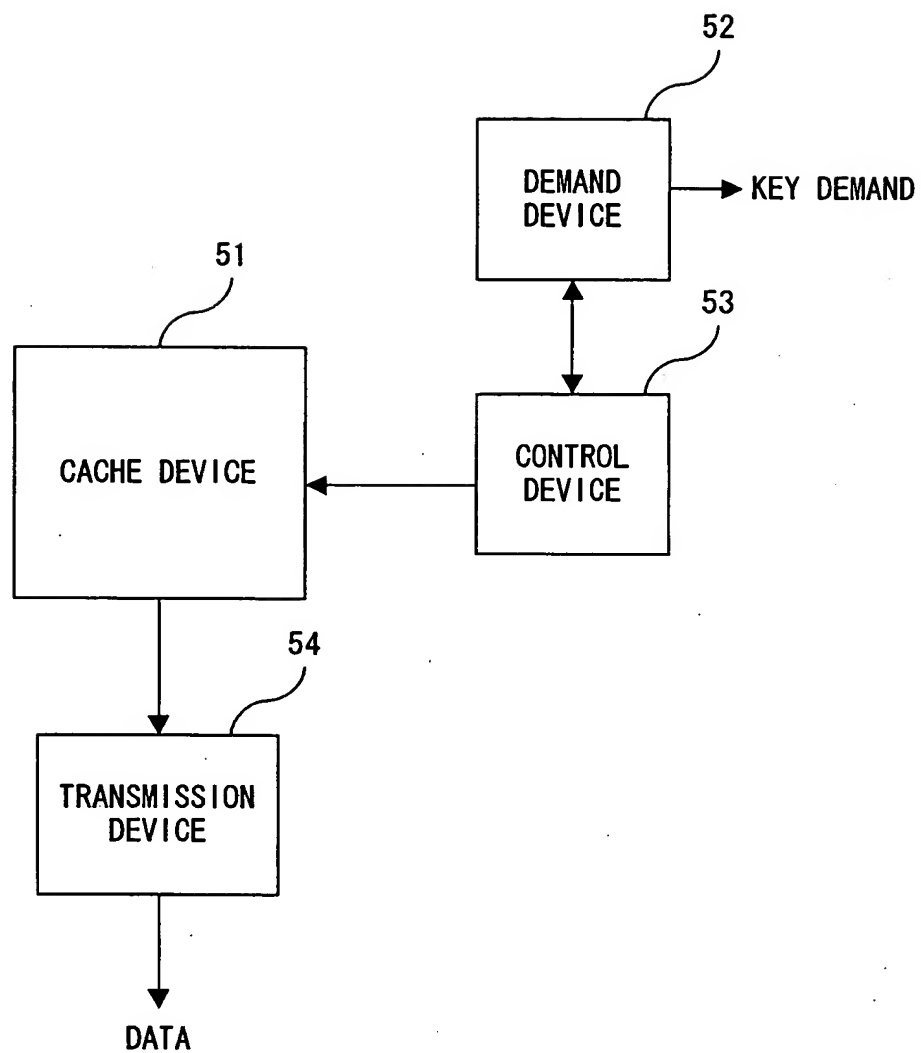 52
DEMAND
DEVICE
KEY DEMAND
51
53
CACHE DEVICE
CONTROL
DEVICE
54
TRANSMISSION
DEVICE
DATA